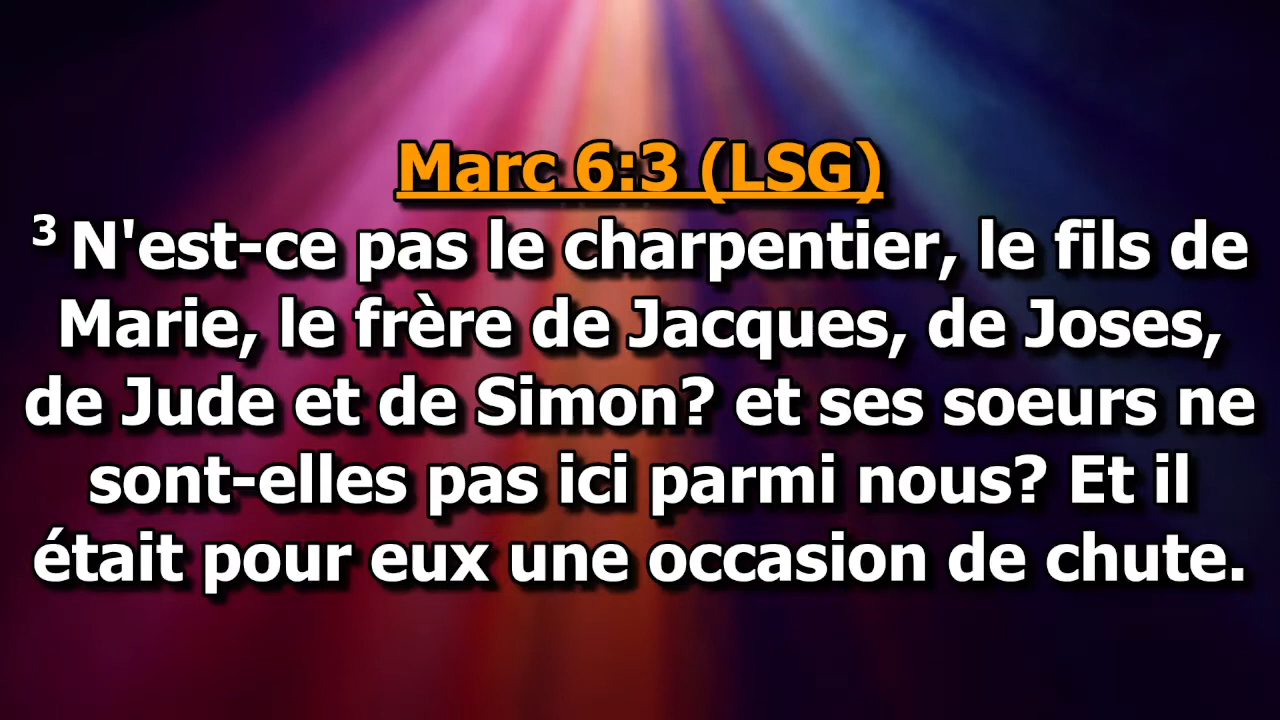 Marc 6:3 (LSG)
3 N'est-ce pas le charpentier, le fils de
Marie, le frère de Jacques, de Joses,
de Jude et de Simon? et ses soeurs ne
sont-elles pas ici parmi nous? Et il
était pour eux une occasion de chute.